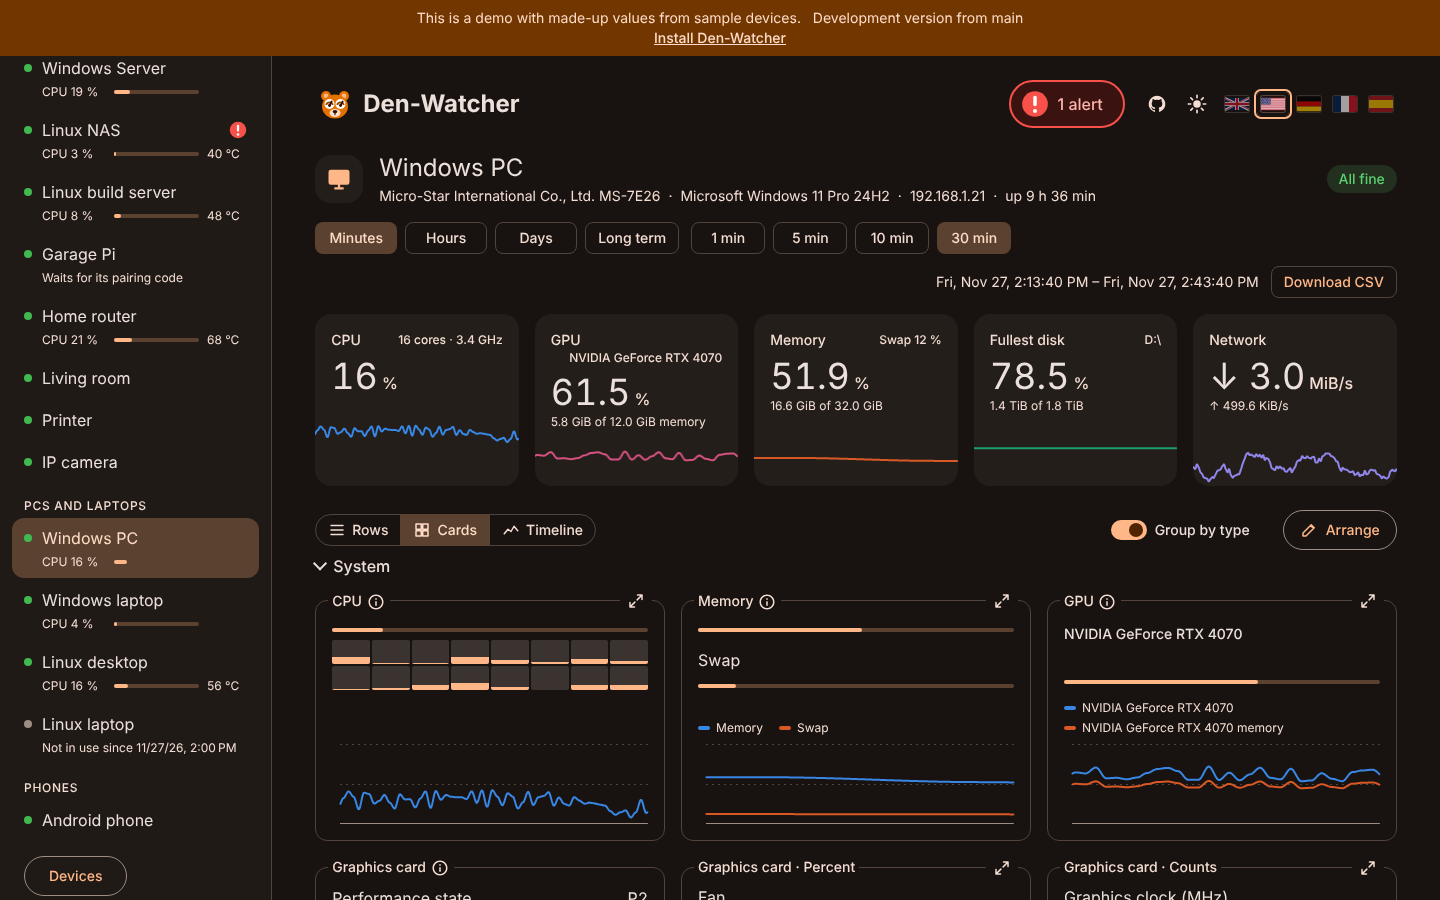 This is a demo with made-up values from sample devices. Development version from main
Install Den-Watcher
Windows Server
CPU 19 %
Linux NAS
CPU 3 % 40 °C
Linux build server
CPU 8 % 48 °C
Garage Pi
Waits for its pairing code
Home router
CPU 21 % 68 °C
Living room
Printer
IP camera
PCS AND LAPTOPS
Windows PC
CPU 16 %
Windows laptop
CPU 4 %
Linux desktop
CPU 16 % 56 °C
Linux laptop
Not in use since 11/27/26, 2:00 PM
PHONES
Android phone
Devices
Den-Watcher
1 alert
Windows PC
Micro-Star International Co., Ltd. MS-7E26 · Microsoft Windows 11 Pro 24H2 · 192.168.1.21 · up 9 h 36 min
All fine
Minutes Hours Days Long term 1 min 5 min 10 min 30 min
Fri, Nov 27, 2:13:40 PM – Fri, Nov 27, 2:43:40 PM Download CSV
CPU 16 cores · 3.4 GHz
16 %
GPU
NVIDIA GeForce RTX 4070
61.5 %
5.8 GiB of 12.0 GiB memory
Memory Swap 12 %
51.9 %
16.6 GiB of 32.0 GiB
Fullest disk D:\
78.5 %
1.4 TiB of 1.8 TiB
Network
↓ 3.0 MiB/s
↑ 499.6 KiB/s
Rows Cards Timeline
Group by type Arrange
System
CPU
Memory
Swap
Memory Swap
GPU
NVIDIA GeForce RTX 4070
NVIDIA GeForce RTX 4070
NVIDIA GeForce RTX 4070 memory
Graphics card
Performance state P2
Graphics card · Percent
Fan
Graphics card · Counts
Graphics clock (MHz)